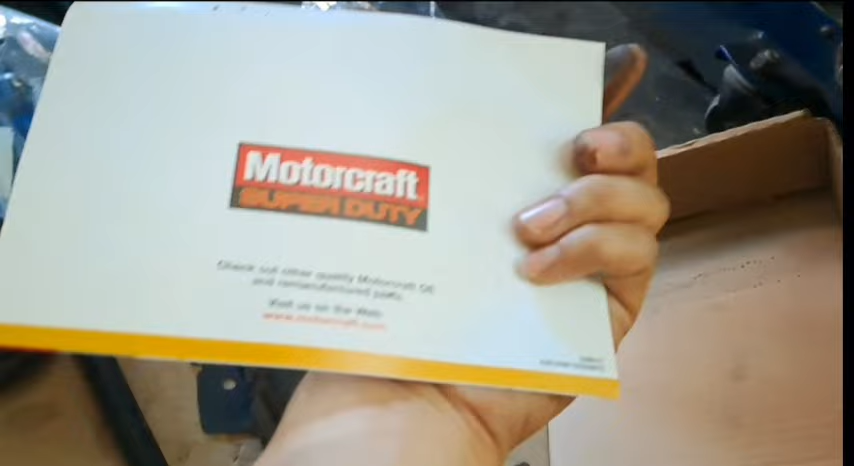 Motorcraft
SUPER DUTY
Check out other quality Motorcraft OE
and remanufactured parts.
Visit us on the Web
www.motorcraft.com